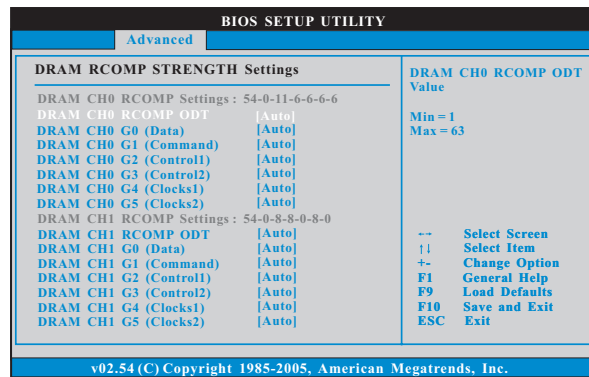 BIOS SETUP UTILITY
Advanced
DRAM RCOMP STRENGTH Settings
DRAM CH0 RCOMP Settings : 54-0-11-6-6-6-6
DRAM CH0 RCOMP ODT [Auto]
DRAM CH0 G0 (Data) [Auto]
DRAM CH0 G1 (Command) [Auto]
DRAM CH0 G2 (Control1) [Auto]
DRAM CH0 G3 (Control2) [Auto]
DRAM CH0 G4 (Clocks1) [Auto]
DRAM CH0 G5 (Clocks2) [Auto]
DRAM CH1 RCOMP Settings : 54-0-8-8-0-8-0
DRAM CH1 RCOMP ODT [Auto]
DRAM CH1 G0 (Data) [Auto]
DRAM CH1 G1 (Command) [Auto]
DRAM CH1 G2 (Control1) [Auto]
DRAM CH1 G3 (Control2) [Auto]
DRAM CH1 G4 (Clocks1) [Auto]
DRAM CH1 G5 (Clocks2) [Auto]
DRAM CH0 RCOMP ODT
Value
Min = 1
Max = 63
←→ Select Screen
↑↓ Select Item
+- Change Option
F1 General Help
F9 Load Defaults
F10 Save and Exit
ESC Exit
v02.54 (C) Copyright 1985-2005, American Megatrends, Inc.